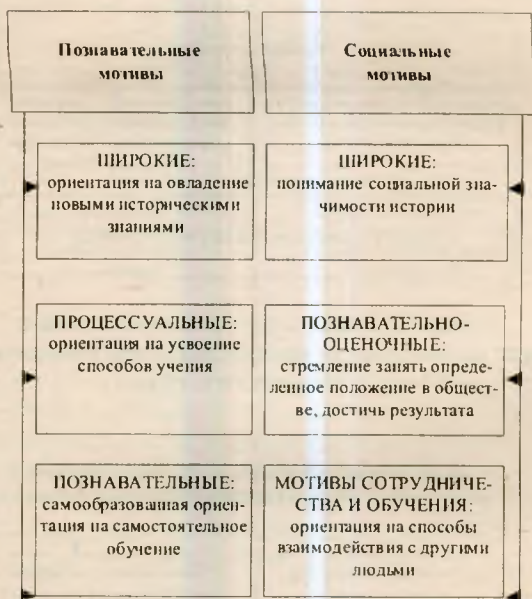 Познавательные
мотивы
Социальные
мотивы
ШИРОКИЕ:
ориентация на овладение
новыми историческими
знаниями
ШИРОКИЕ:
понимание социальной зна-
чимости истории
ПРОЦЕССУАЛЬНЫЕ:
ориентация на усвоение
способов учения
ПОЗНАВАТЕЛЬНО-
ОЦЕНОЧНЫЕ:
стремление занять опреде-
ленное положение в общест-
ве, достичь результата
ПОЗНАВАТЕЛЬНЫЕ:
самообразованная ориен-
тация на самостоятельное
обучение
МОТИВЫ СОТРУДНИЧЕ-
СТВА И ОБУЧЕНИЯ:
ориентация на способы
взаимодействия с другими
людьми